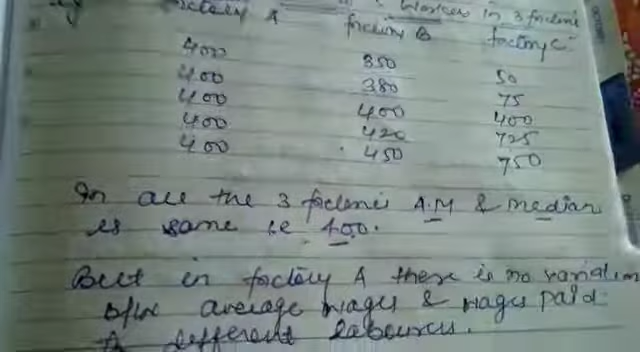 factory A factory B workers in 3 factories
factory C
400 350 50
400 380 75
400 400 400
400 420 725
400 450 750
In all the 3 factories A.M & median
is same ie 400.
But in factory A there is no variation
b/w average wages & wages paid
to different labourers.